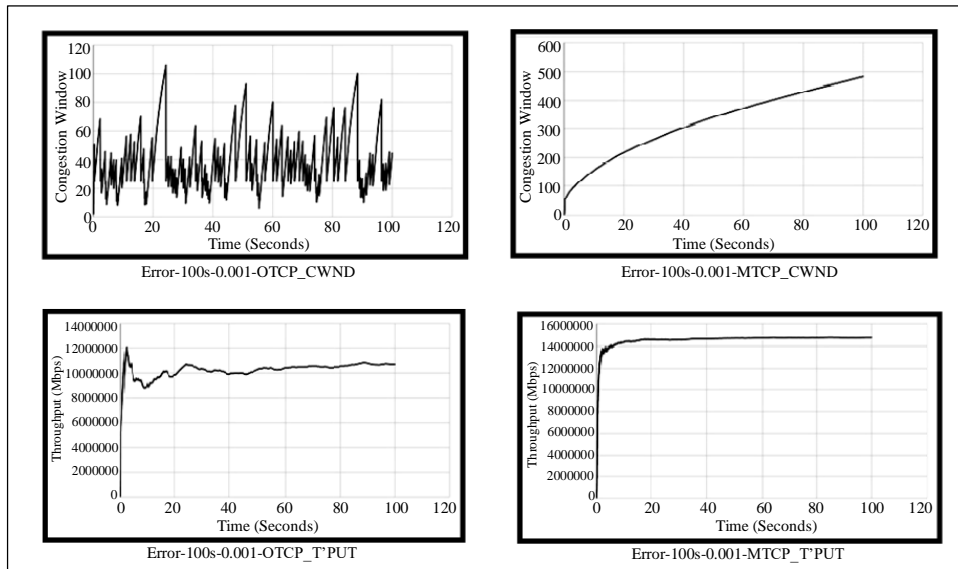 120
100
80
60
40
20
0
Congestion Window
0 20 40 60 80 100 120
Time (Seconds)
Error-100s-0.001-OTCP_CWND
600
500
400
300
200
100
0
Congestion Window
0 20 40 60 80 100 120
Time (Seconds)
Error-100s-0.001-MTCP_CWND
14000000
12000000
10000000
8000000
6000000
4000000
2000000
0
Throughput (Mbps)
0 20 40 60 80 100 120
Time (Seconds)
Error-100s-0.001-OTCP_T’PUT
16000000
14000000
12000000
10000000
8000000
6000000
4000000
2000000
0
Throughput (Mbps)
0 20 40 60 80 100 120
Time (Seconds)
Error-100s-0.001-MTCP_T’PUT